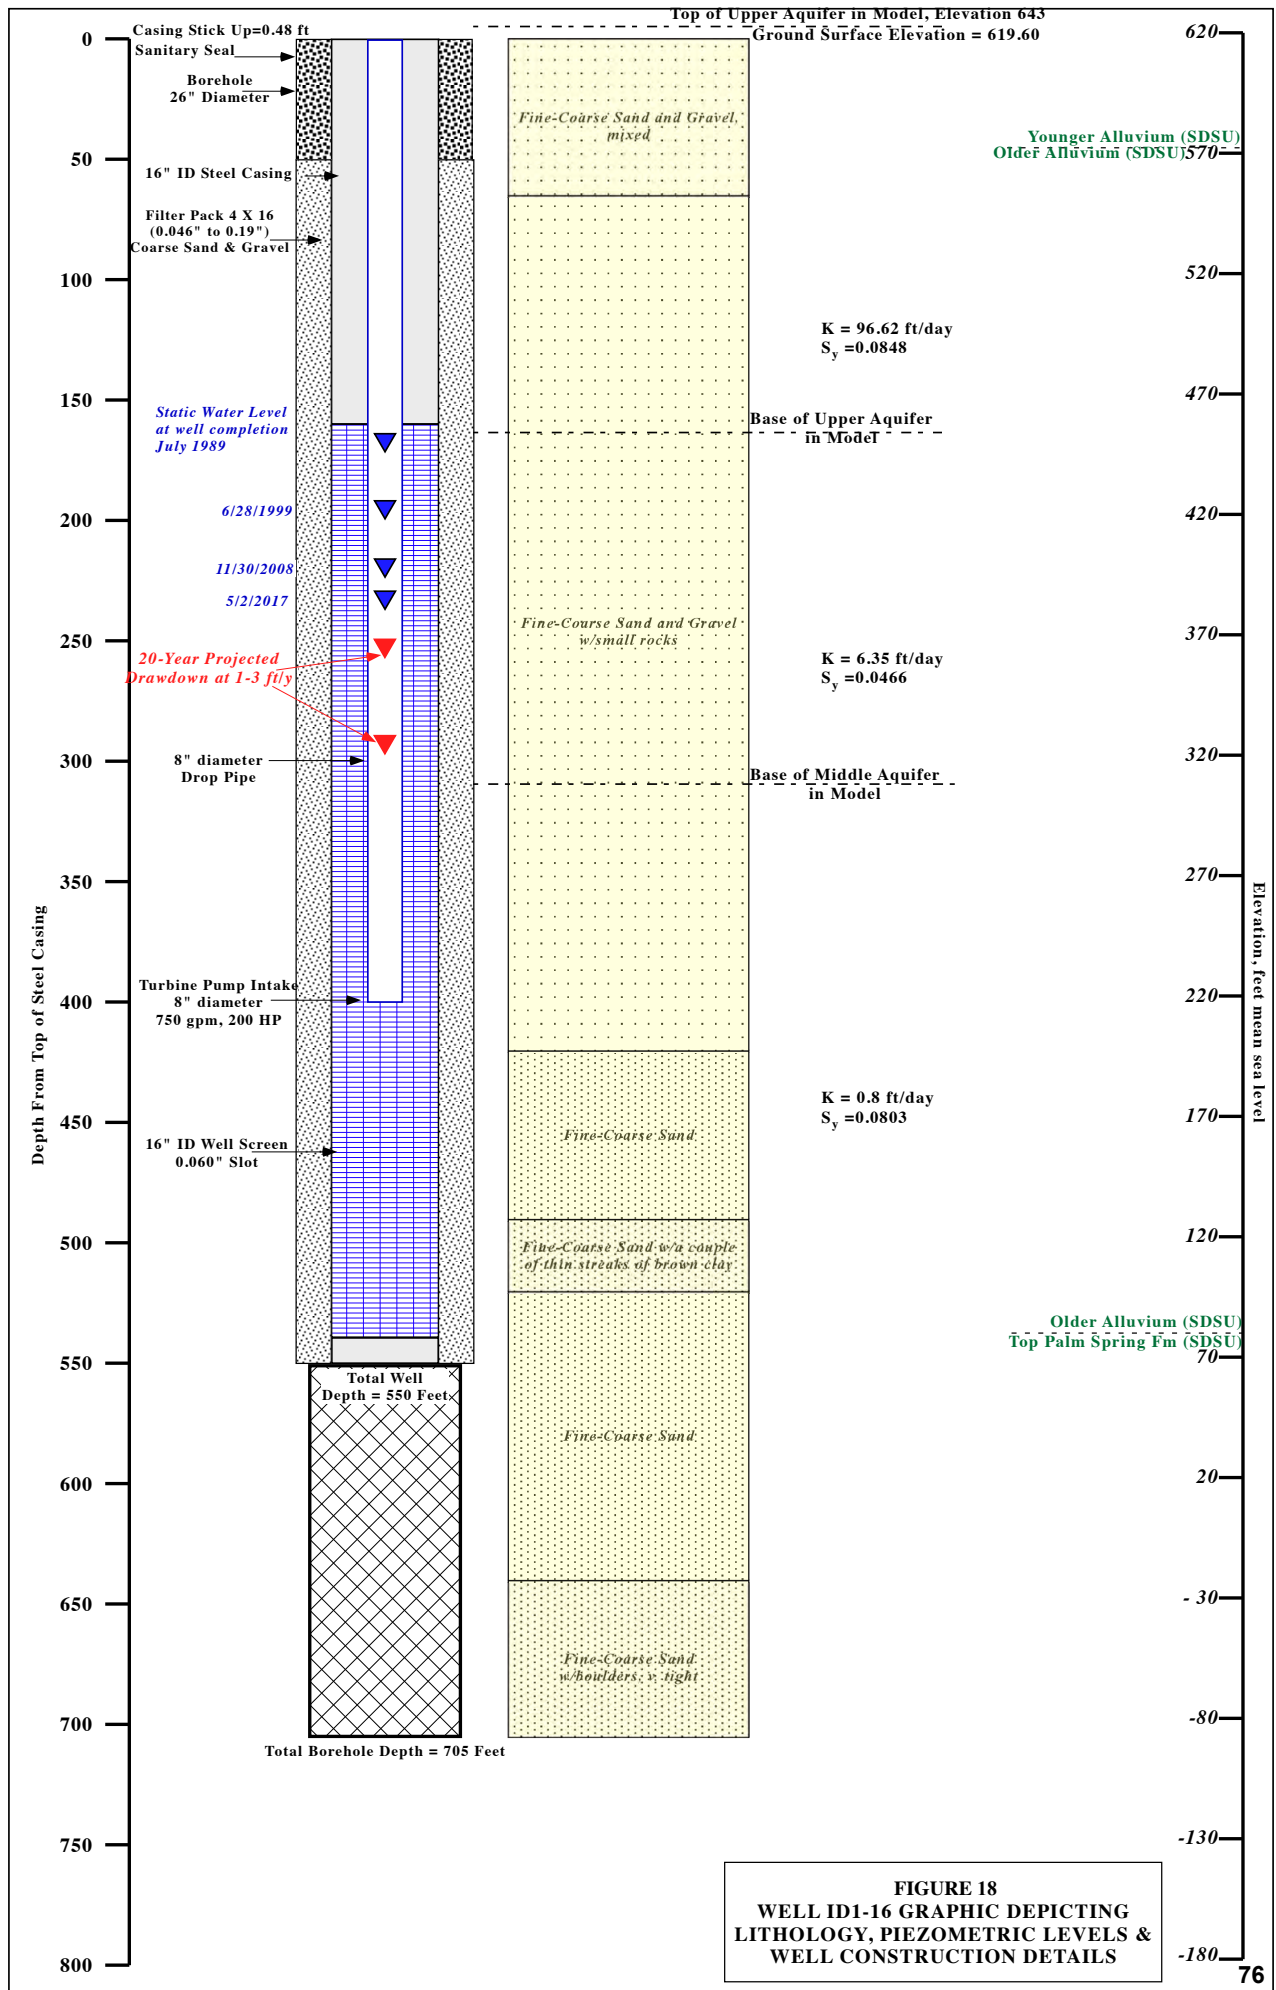 Top of Upper Aquifer in Model, Elevation 643
Ground Surface Elevation = 619.60
Casing Stick Up=0.48 ft
Sanitary Seal
Borehole
26" Diameter
16" ID Steel Casing
Filter Pack 4 X 16
(0.046" to 0.19")
Coarse Sand & Gravel
Static Water Level
at well completion
July 1989
6/28/1999
11/30/2008
5/2/2017
20-Year Projected
Drawdown at 1-3 ft/y
8" diameter
Drop Pipe
Turbine Pump Intake
8" diameter
750 gpm, 200 HP
16" ID Well Screen
0.060" Slot
Total Well
Depth = 550 Feet
Total Borehole Depth = 705 Feet
Depth From Top of Steel Casing
0
50
100
150
200
250
300
350
400
450
500
550
600
650
700
750
800
Fine-Coarse Sand and Gravel,
mixed
Fine-Course Sand and Gravel
w/small rocks
Fine-Coarse Sand
Fine-Coarse Sand w/a couple
of thin streaks of brown clay
Fine-Coarse Sand
Fine-Coarse Sand
w/boulders, v. tight
K = 96.62 ft/day
Sy =0.0848
Base of Upper Aquifer
in Model
K = 6.35 ft/day
Sy =0.0466
Base of Middle Aquifer
in Model
K = 0.8 ft/day
Sy =0.0803
Younger Alluvium (SDSU)
Older Alluvium (SDSU)
Older Alluvium (SDSU)
Top Palm Spring Fm (SDSU)
620
570
520
470
420
370
320
270
220
170
120
70
20
- 30
-80
-130
-180
Elevation, feet mean sea level
FIGURE 18
WELL ID1-16 GRAPHIC DEPICTING
LITHOLOGY, PIEZOMETRIC LEVELS &
WELL CONSTRUCTION DETAILS
76